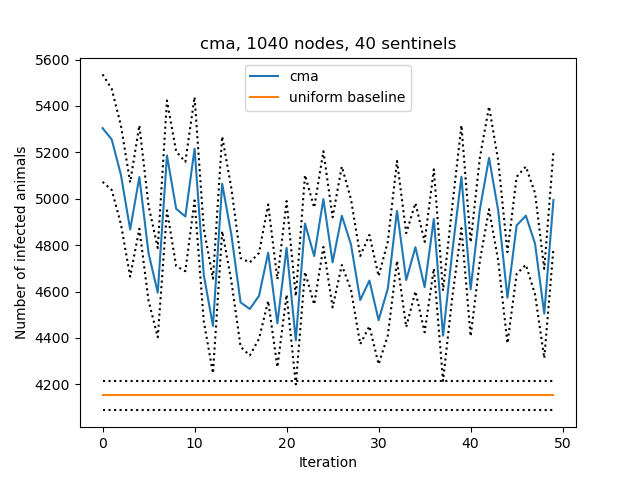 cma, 1040 nodes, 40 sentinels
cma
uniform baseline
Number of infected animals
5600
5400
5200
5000
4800
4600
4400
4200
0
10
20
30
40
50
Iteration